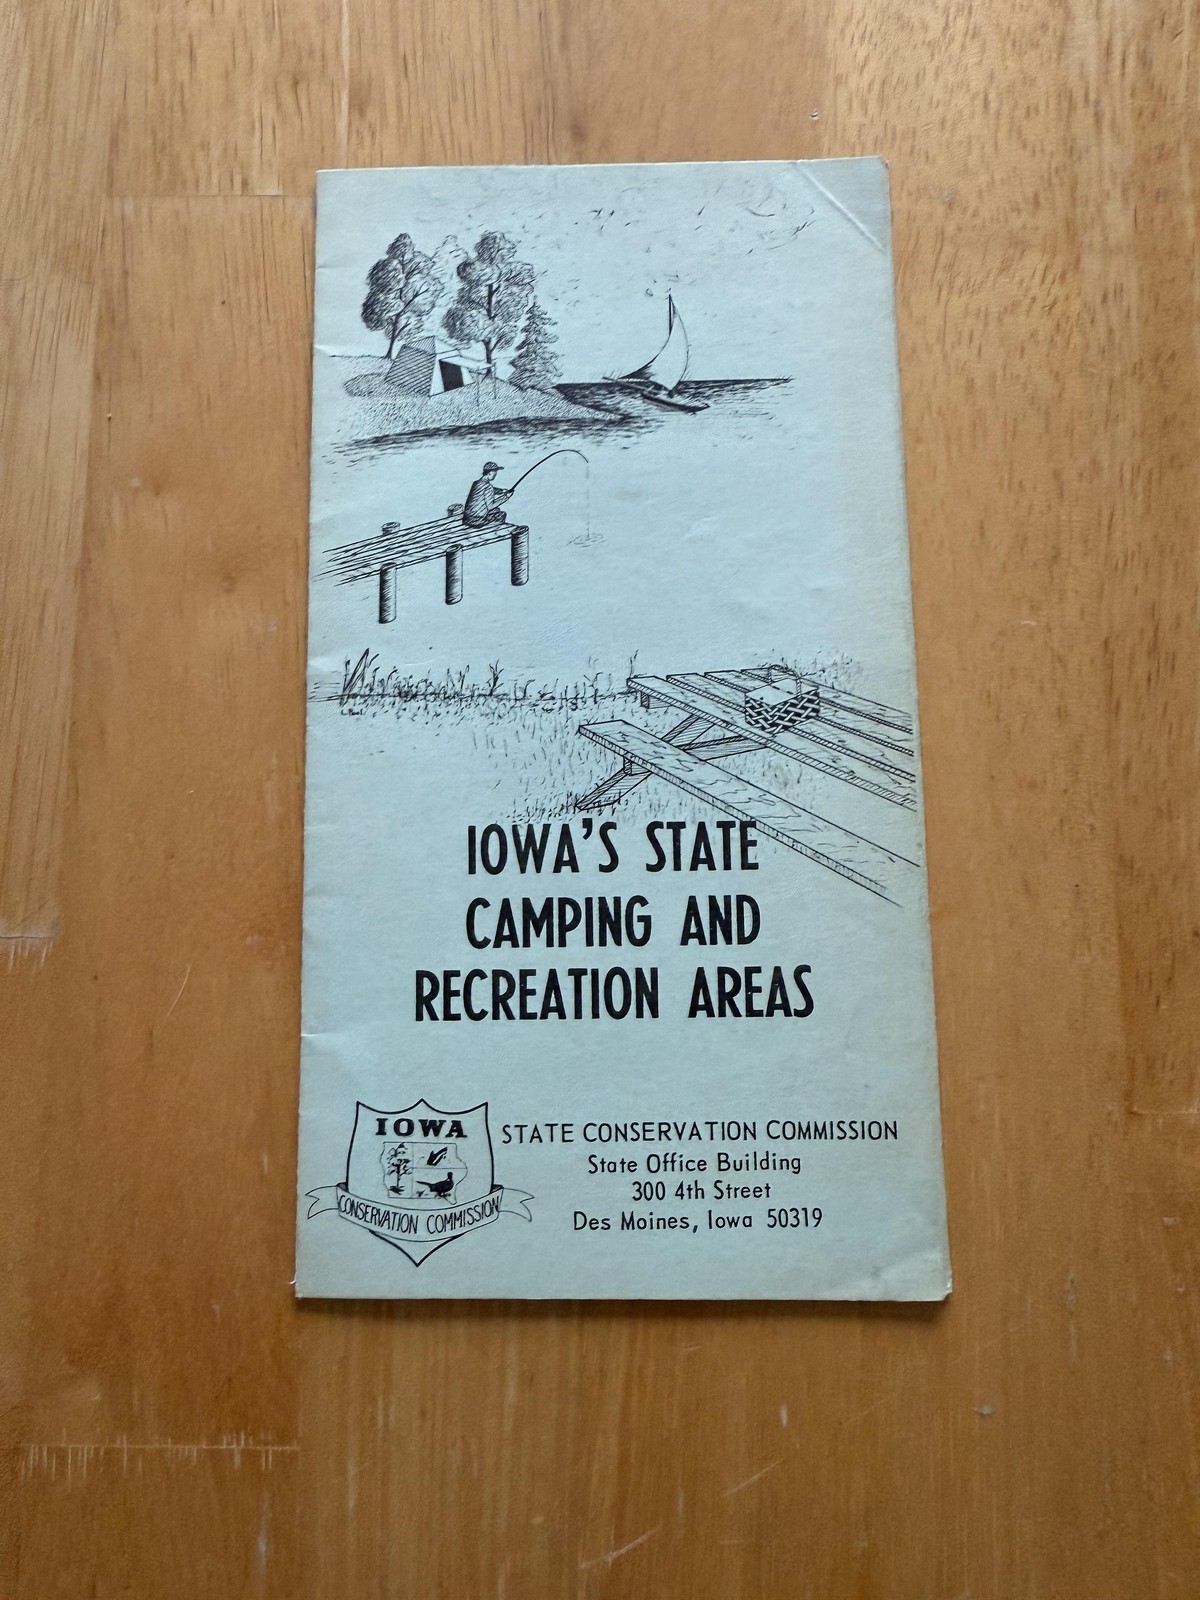 IOWA'S STATE
CAMPING AND
RECREATION AREAS
IOWA
CONSERVATION COMMISSION
STATE CONSERVATION COMMISSION
State Office Building
300 4th Street
Des Moines, Iowa 50319